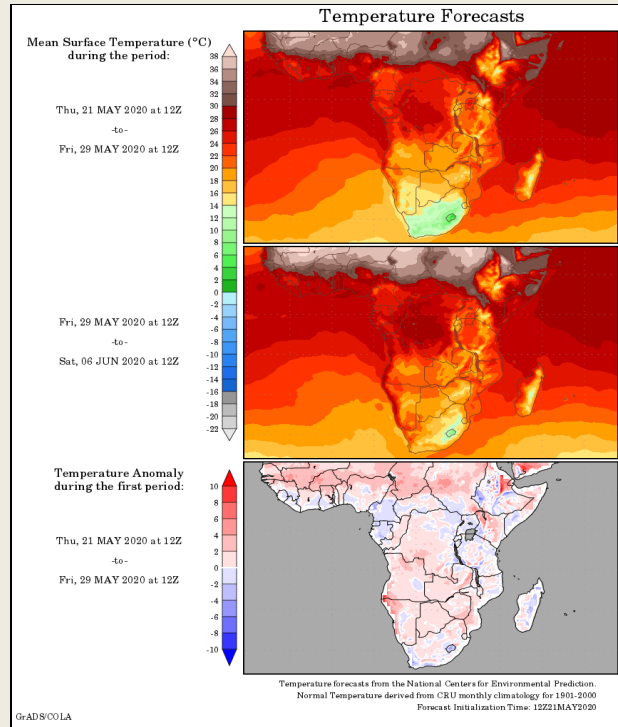 Temperature Forecasts
Mean Surface Temperature (°C)
during the period:
Thu, 21 MAY 2020 at 12Z
-to-
Fri, 29 MAY 2020 at 12Z
38
36
34
32
30
28
26
24
22
20
18
16
14
12
10
8
6
4
2
0
-2
-4
-6
-8
-10
-12
-14
-16
-18
-20
-22
Fri, 29 MAY 2020 at 12Z
-to-
Sat, 06 JUN 2020 at 12Z
Temperature Anomaly
during the first period:
Thu, 21 MAY 2020 at 12Z
-to-
Fri, 29 MAY 2020 at 12Z
10
8
6
4
2
0
-2
-4
-6
-8
-10
Temperature forecasts from the National Centers for Environmental Prediction.
Normal Temperature derived from CRU monthly climatology for 1901-2000
Forecast Initialization Time: 12Z21MAY2020
GrADS/COLA